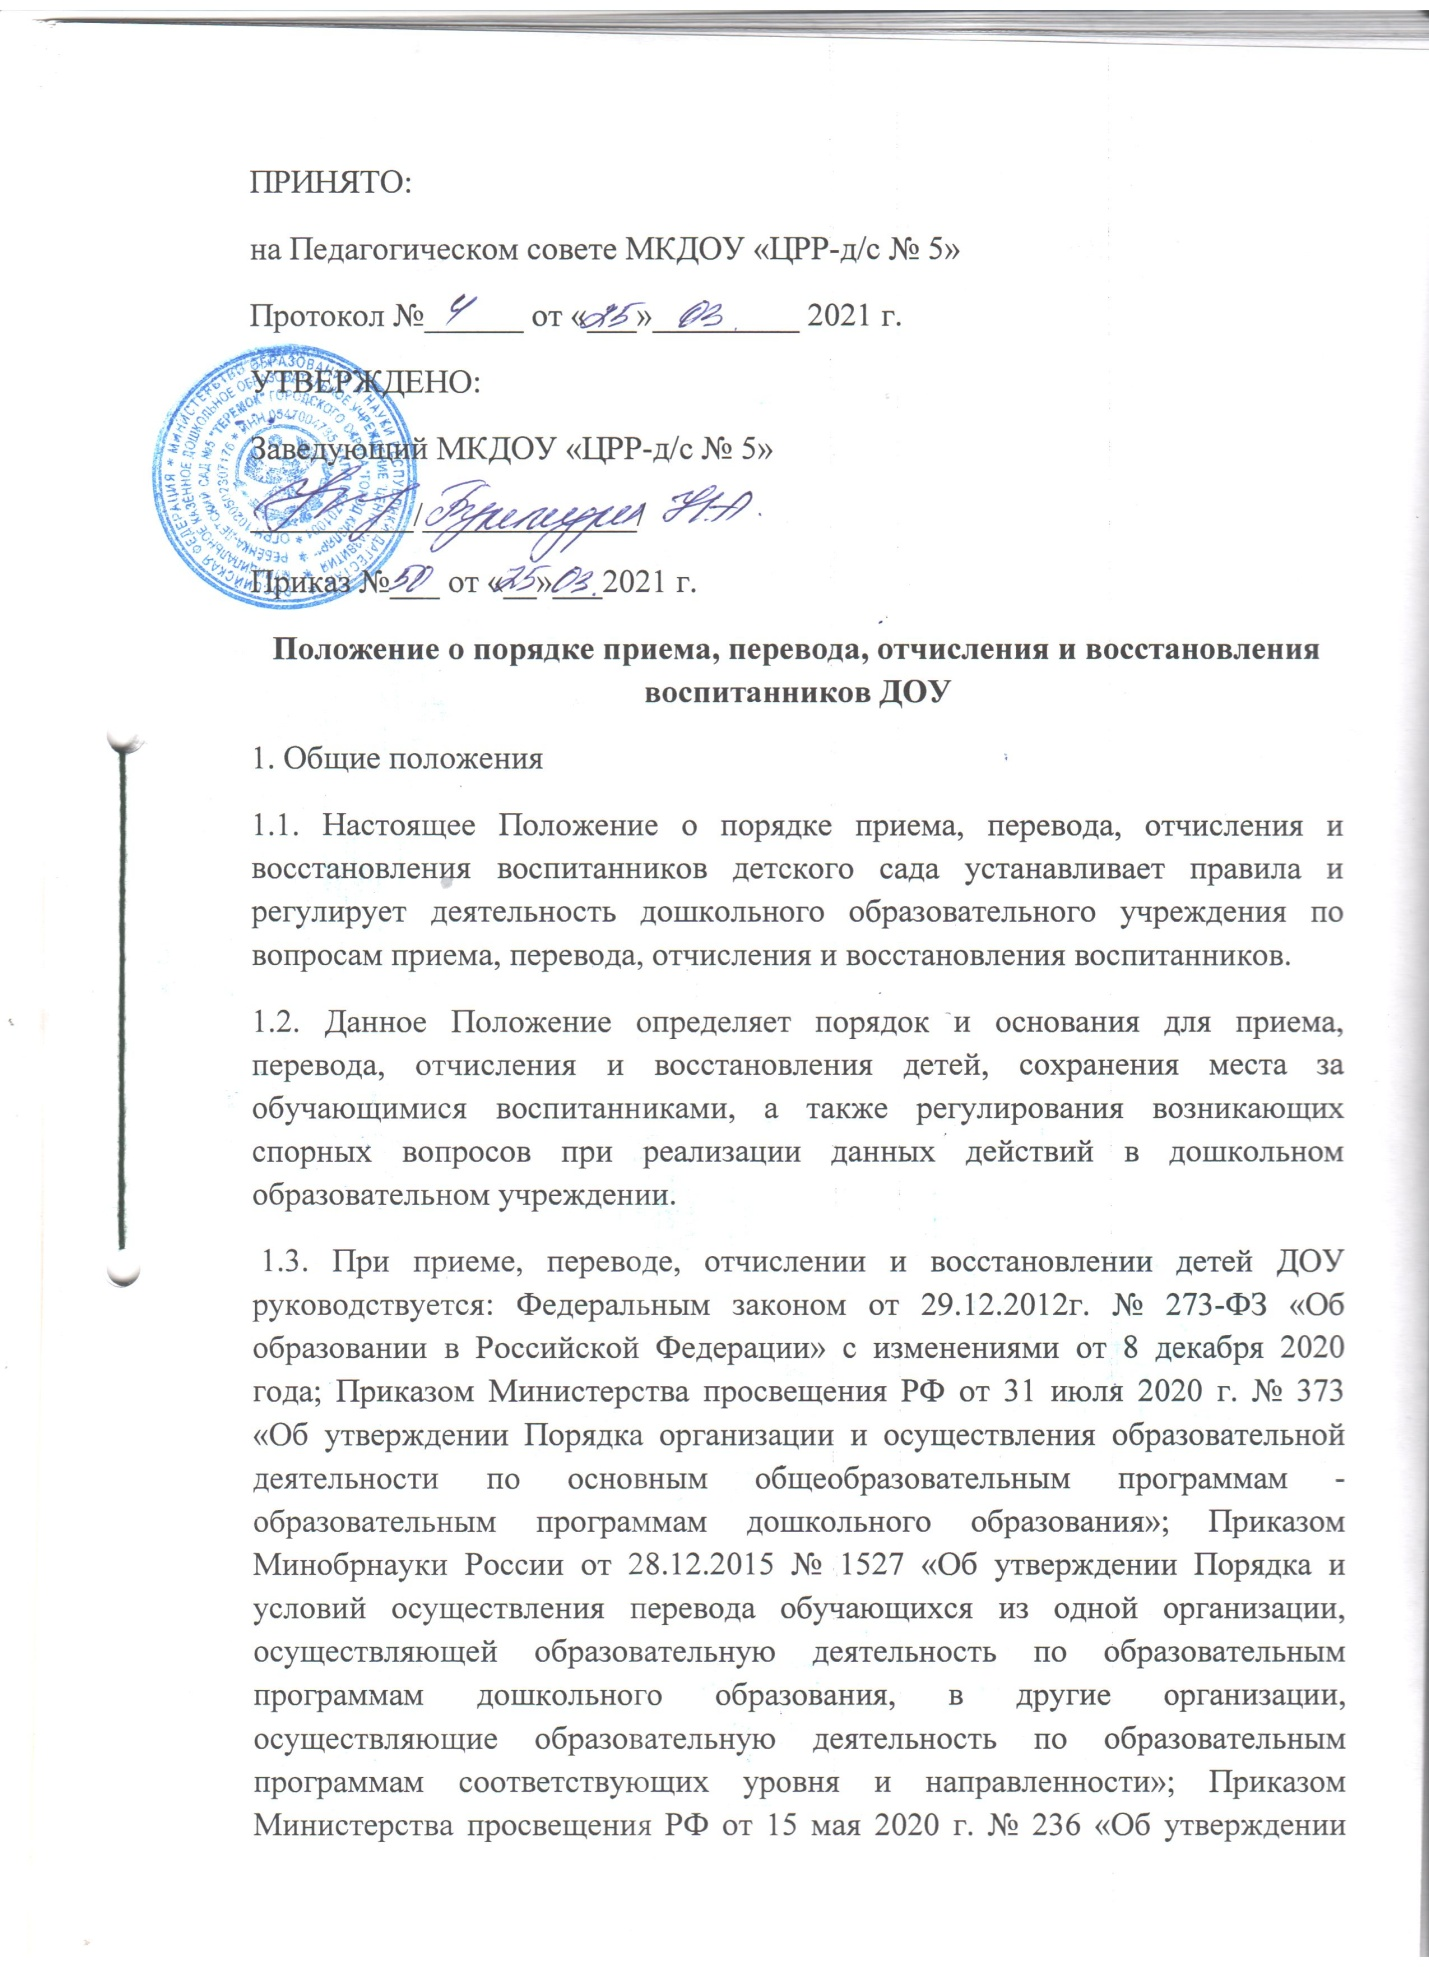 ПРИНЯТО:
на Педагогическом совете МКДОУ «ЦРР-д/с № 5»
Протокол № 4 от «25» 03. 2021 г.
УТВЕРЖДЕНО:
Заведующий МКДОУ «ЦРР-д/с № 5»
Н.А.
Приказ № 50 от «25» 03. 2021 г.
Положение о порядке приема, перевода, отчисления и восстановления
воспитанников ДОУ
1. Общие положения
1.1. Настоящее Положение о порядке приема, перевода, отчисления и
восстановления воспитанников детского сада устанавливает правила и
регулирует деятельность дошкольного образовательного учреждения по
вопросам приема, перевода, отчисления и восстановления воспитанников.
1.2. Данное Положение определяет порядок и основания для приема,
перевода, отчисления и восстановления детей, сохранения места за
обучающимися воспитанниками, а также регулирования возникающих
спорных вопросов при реализации данных действий в дошкольном
образовательном учреждении.
1.3. При приеме, переводе, отчислении и восстановлении детей ДОУ
руководствуется: Федеральным законом от 29.12.2012г. № 273-ФЗ «Об
образовании в Российской Федерации» с изменениями от 8 декабря 2020
года; Приказом Министерства просвещения РФ от 31 июля 2020 г. № 373
«Об утверждении Порядка организации и осуществления образовательной
деятельности по основным общеобразовательным программам -
образовательным программам дошкольного образования»; Приказом
Минобрнауки России от 28.12.2015 № 1527 «Об утверждении Порядка и
условий осуществления перевода обучающихся из одной организации,
осуществляющей образовательную деятельность по образовательным
программам дошкольного образования, в другие организации,
осуществляющие образовательную деятельность по образовательным
программам соответствующих уровня и направленности»; Приказом
Министерства просвещения РФ от 15 мая 2020 г. № 236 «Об утверждении